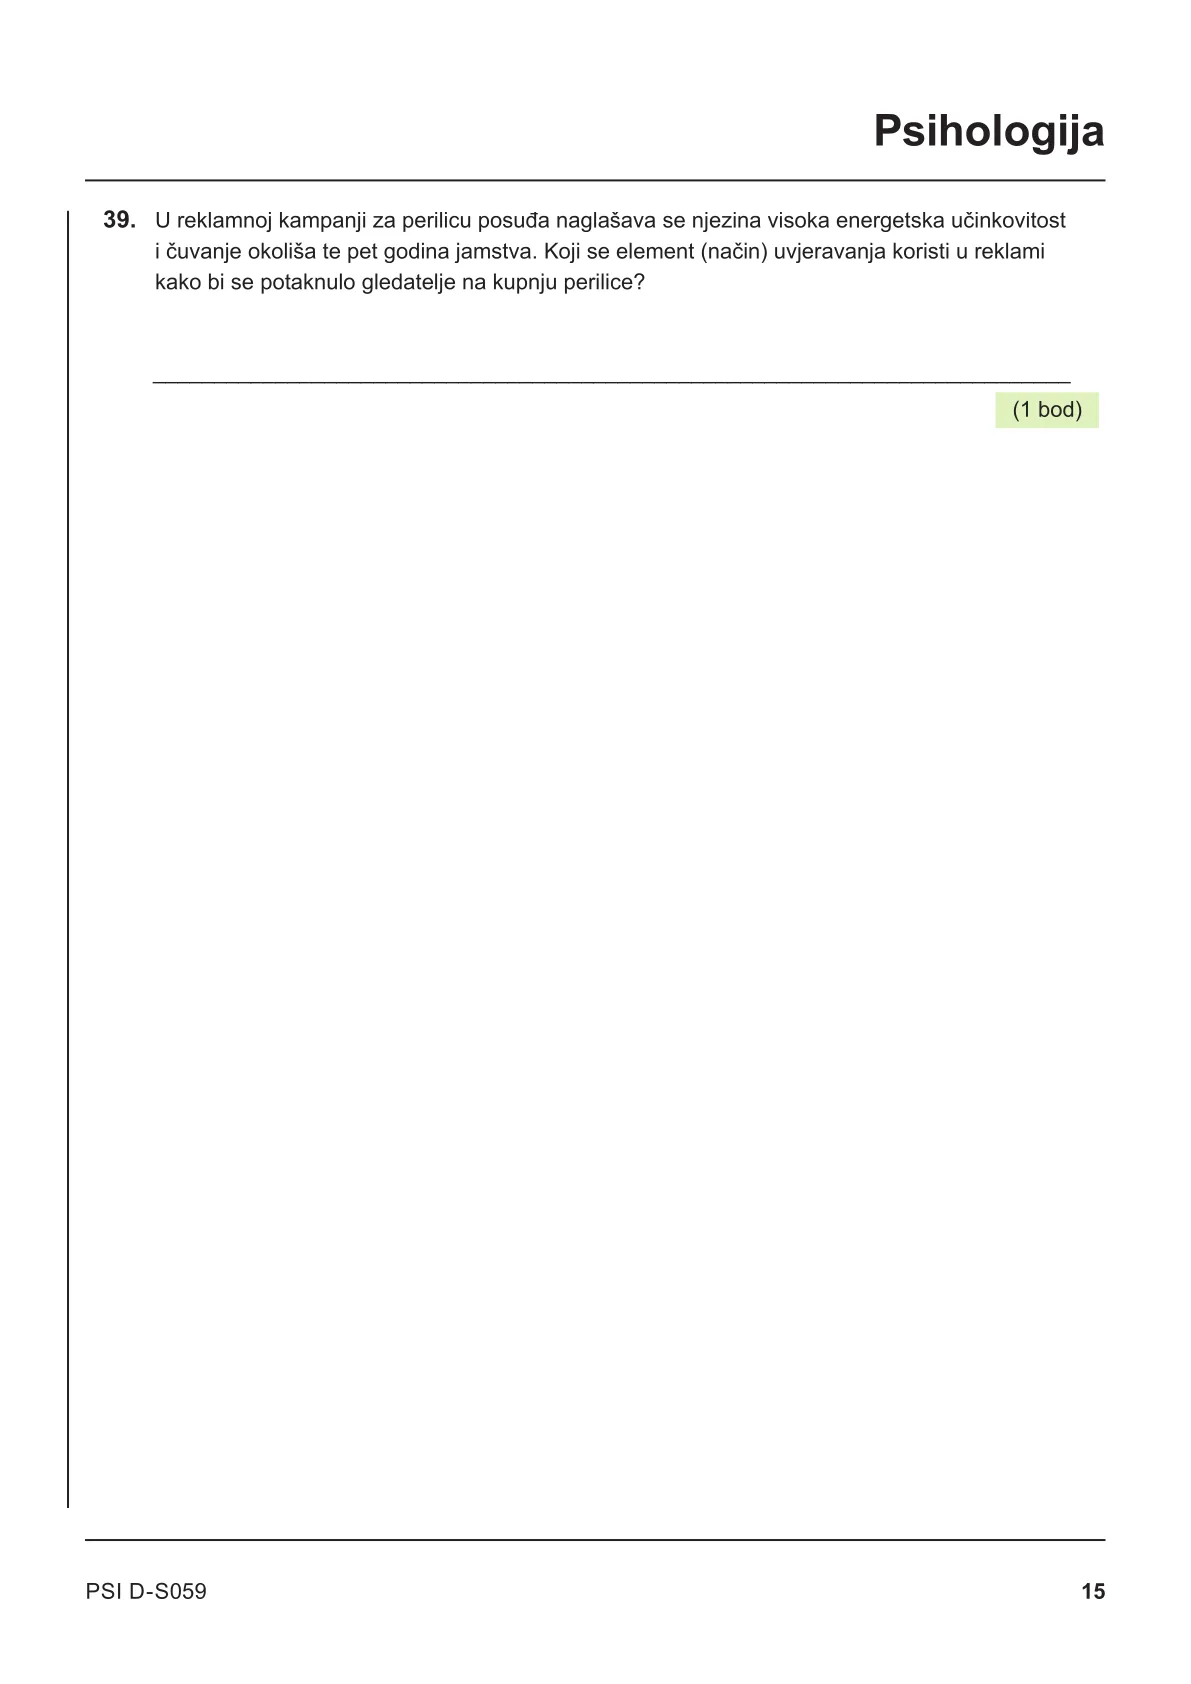 Psihologija
39. U reklamnoj kampanji za perilicu posuđa naglašava se njezina visoka energetska učinkovitost
i čuvanje okoliša te pet godina jamstva. Koji se element (način) uvjeravanja koristi u reklami
kako bi se potaknulo gledatelje na kupnju perilice?
(1 bod)
PSI D-S059
15